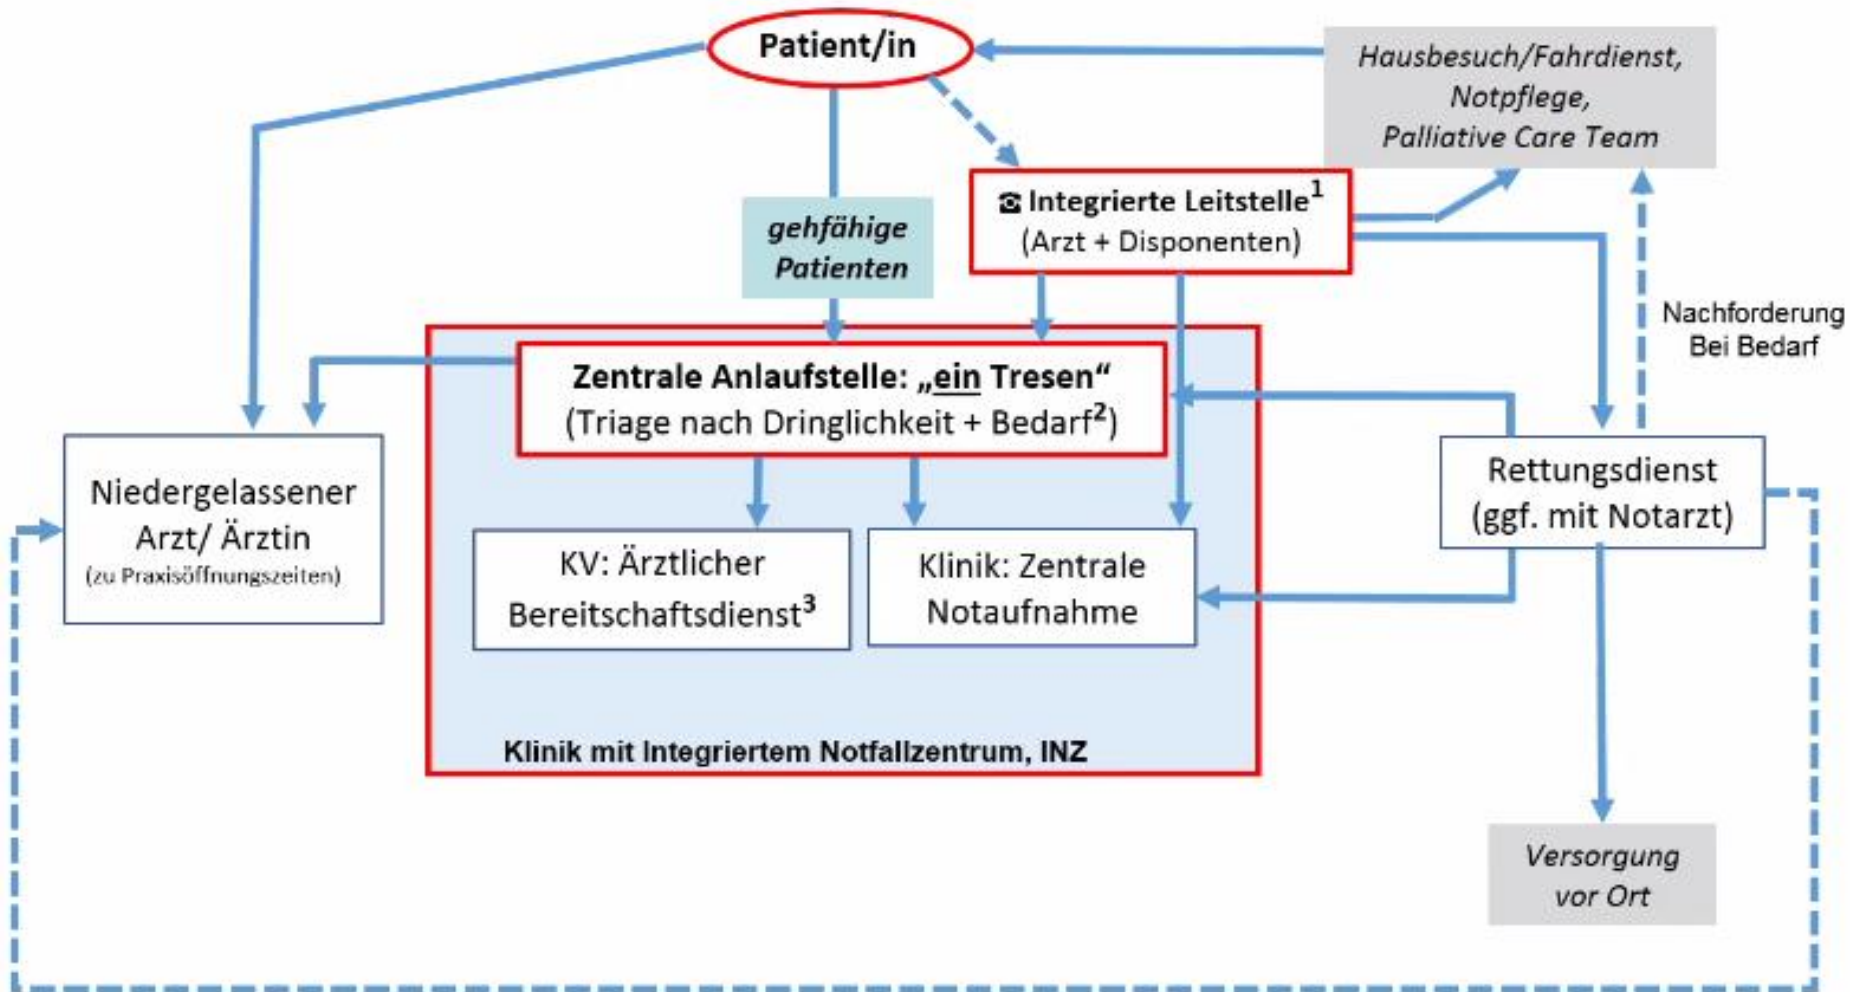 Patient/in
Hausbesuch/Fahrdienst,
Notpflege,
Palliative Care Team
☎ Integrierte Leitstelle¹
(Arzt + Disponenten)
gehfähige
Patienten
Nachforderung
Bei Bedarf
Zentrale Anlaufstelle: „ein Tresen“
(Triage nach Dringlichkeit + Bedarf²)
Niedergelassener
Arzt/ Ärztin
(zu Praxisöffnungszeiten)
Rettungsdienst
(ggf. mit Notarzt)
KV: Ärztlicher
Bereitschaftsdienst³
Klinik: Zentrale
Notaufnahme
Klinik mit Integriertem Notfallzentrum, INZ
Versorgung
vor Ort